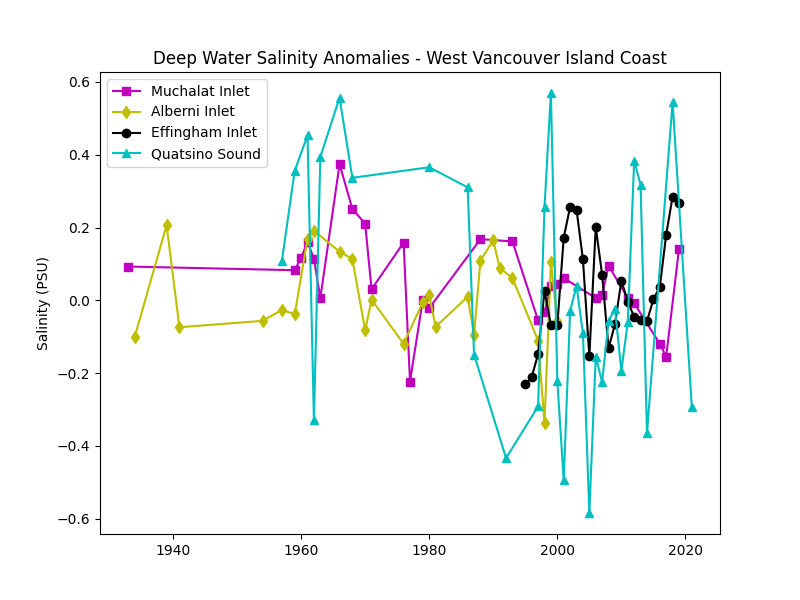 Deep Water Salinity Anomalies - West Vancouver Island Coast
Muchalat Inlet
Alberni Inlet
Effingham Inlet
Quatsino Sound
Salinity (PSU)
0.6
0.4
0.2
0.0
−0.2
−0.4
−0.6
1940
1960
1980
2000
2020